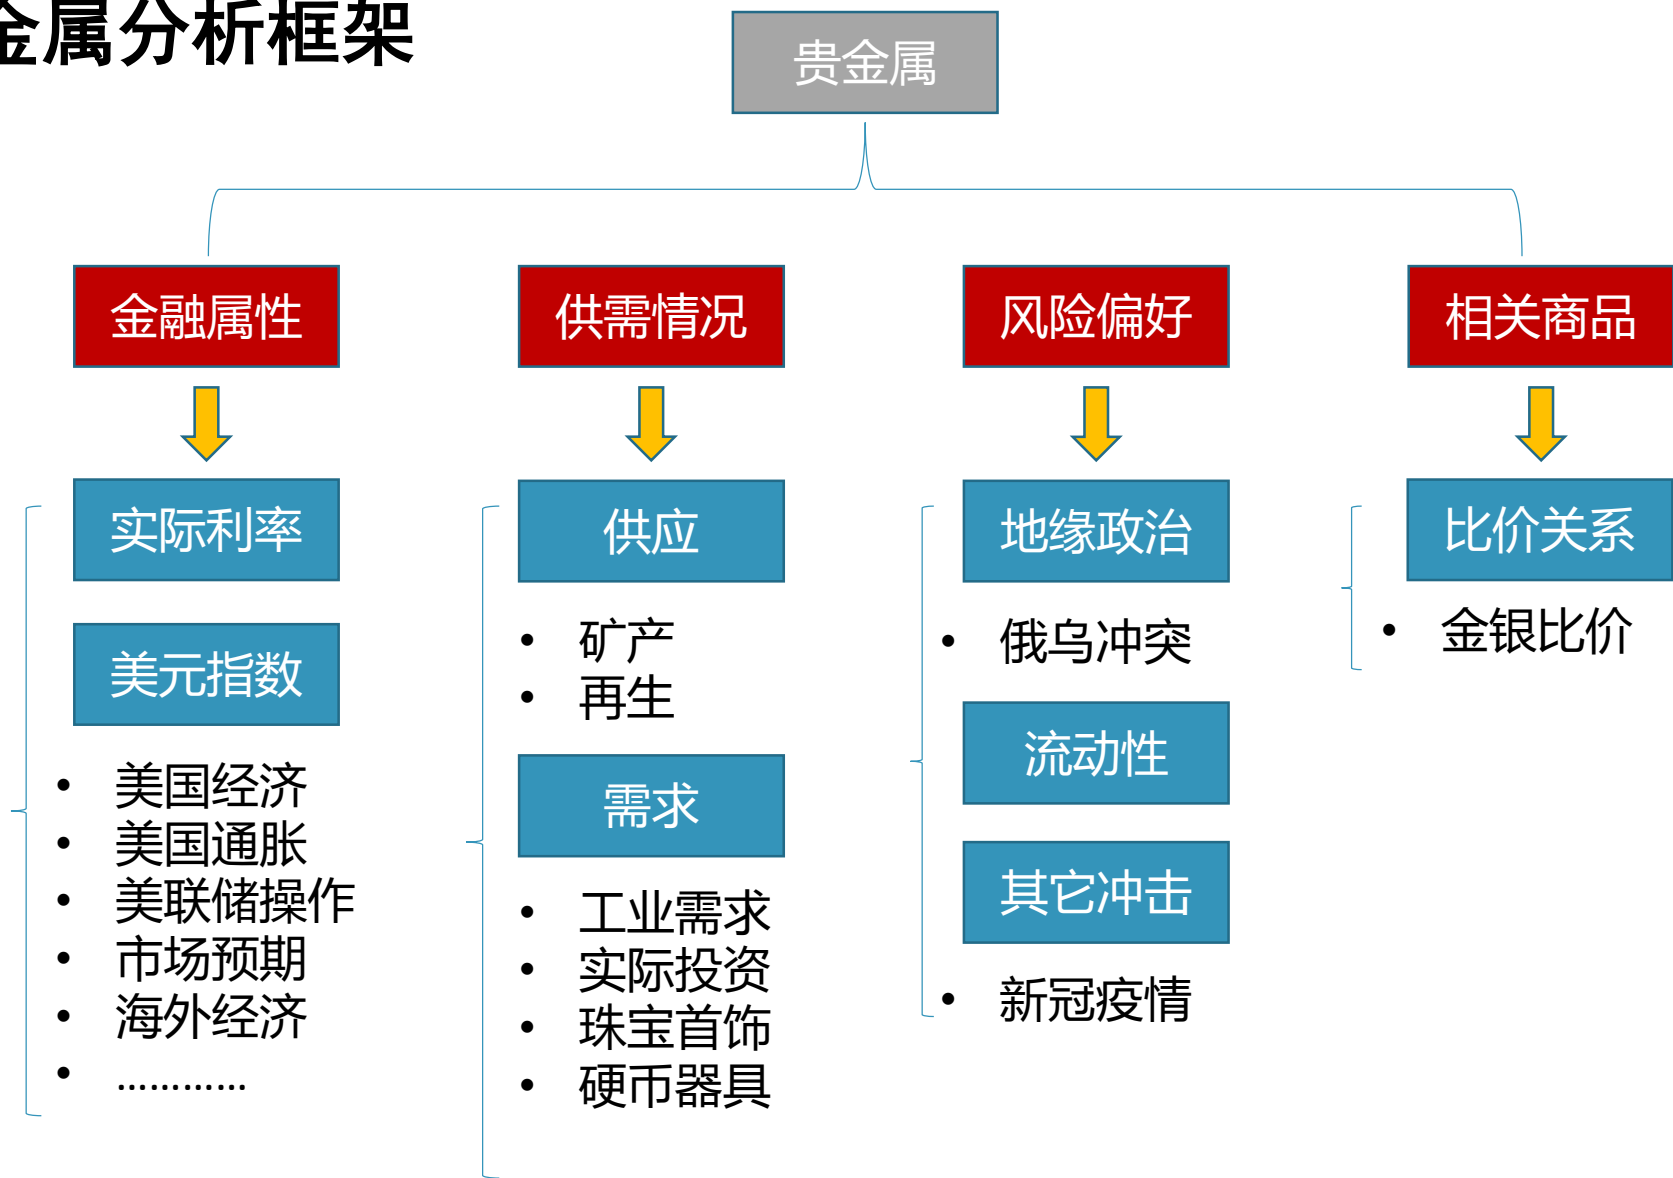 金属分析框架
贵金属
金融属性
供需情况
风险偏好
相关商品
实际利率
美元指数
• 美国经济
• 美国通胀
• 美联储操作
• 市场预期
• 海外经济
• …………
供应
• 矿产
• 再生
需求
• 工业需求
• 实际投资
• 珠宝首饰
• 硬币器具
地缘政治
• 俄乌冲突
流动性
其它冲击
• 新冠疫情
比价关系
• 金银比价